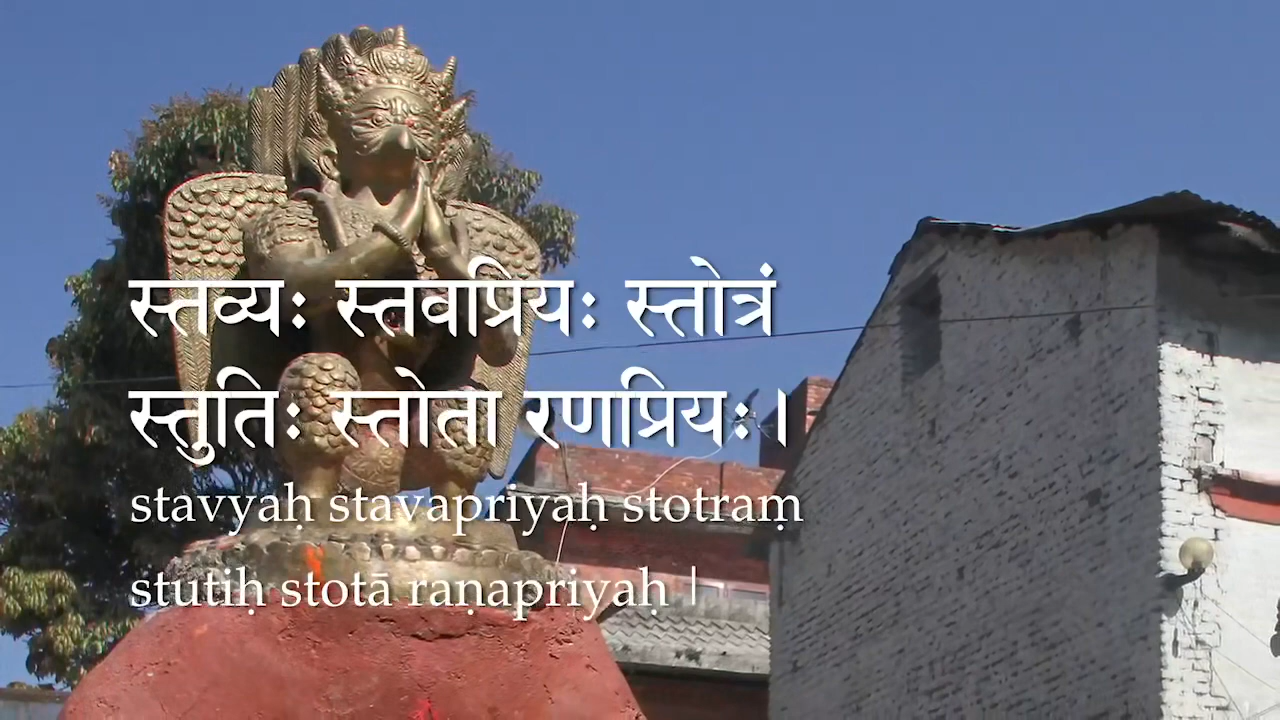 स्तव्यः स्तवप्रियः स्तोत्रं
स्तुतिः स्तोता रणप्रियः।
stavyaḥ stavapriyaḥ stotraṃ
stutiḥ stotā raṇapriyaḥ |